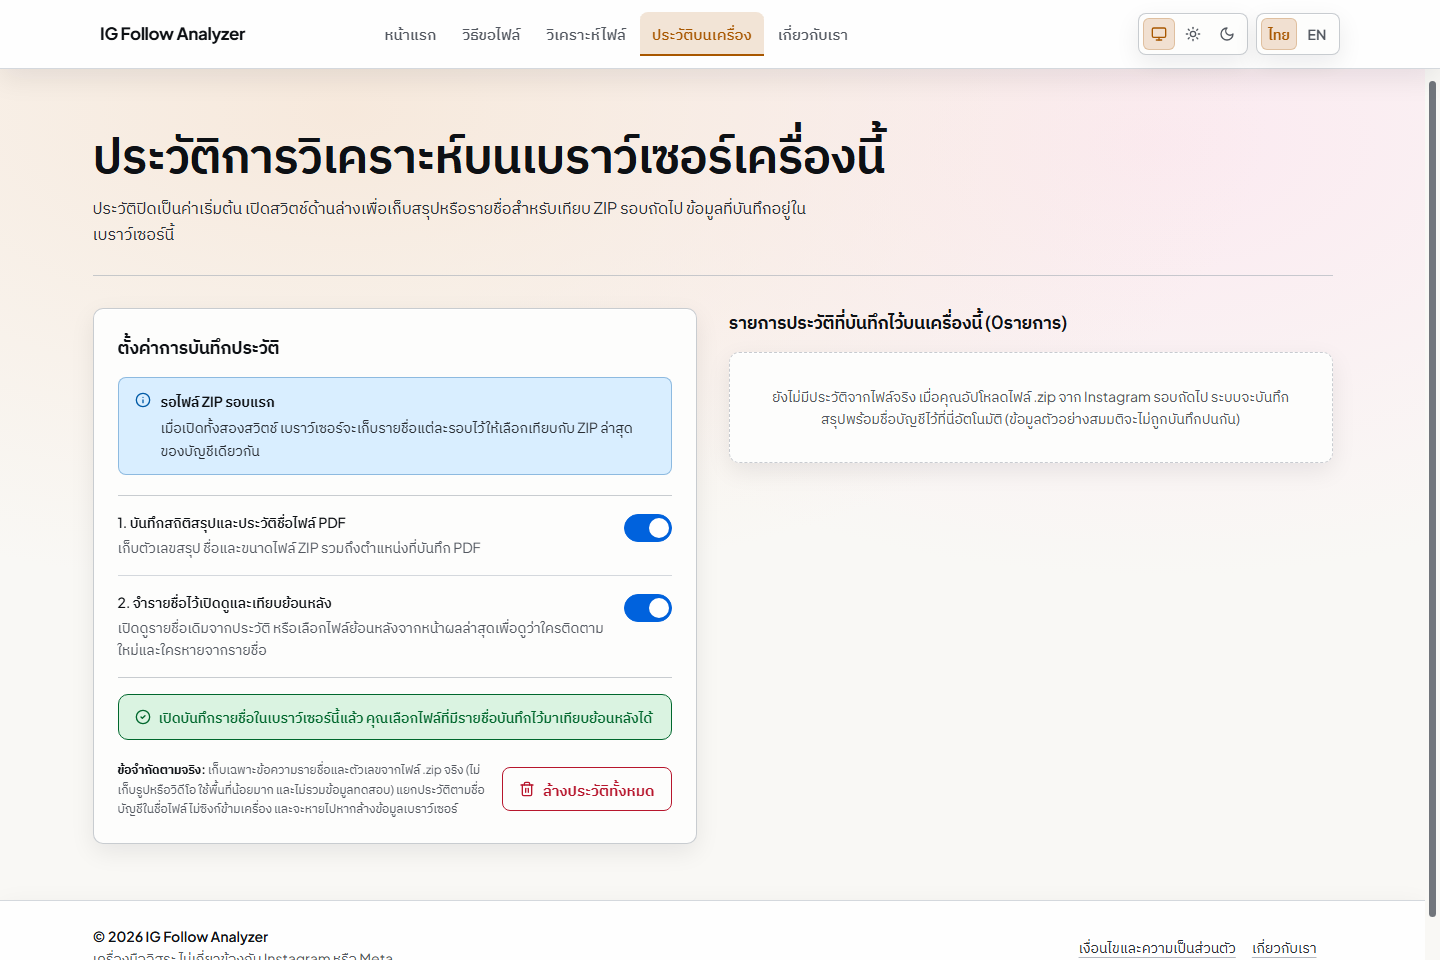 IG Follow Analyzer
หน้าแรก
วิธีขอไฟล์
วิเคราะห์ไฟล์
ประวัติบนเครื่อง
เกี่ยวกับเรา
ไทย
EN
ประวัติการวิเคราะห์บนเบราว์เซอร์เครื่องนี้
ประวัติปิดเป็นค่าเริ่มต้น เปิดสวิตช์ด้านล่างเพื่อเก็บสรุปหรือรายชื่อสำหรับเทียบ ZIP รอบถัดไป ข้อมูลที่บันทึกอยู่ใน
เบราว์เซอร์นี้
ตั้งค่าการบันทึกประวัติ
รอไฟล์ ZIP รอบแรก
เมื่อเปิดทั้งสองสวิตช์ เบราว์เซอร์จะเก็บรายชื่อแต่ละรอบไว้ให้เลือกเทียบกับ ZIP ล่าสุด
ของบัญชีเดียวกัน
1. บันทึกสถิติสรุปและประวัติชื่อไฟล์ PDF
เก็บตัวเลขสรุป ชื่อและขนาดไฟล์ ZIP รวมถึงตำแหน่งที่บันทึก PDF
2. จำรายชื่อไว้เปิดดูและเทียบย้อนหลัง
เปิดดูรายชื่อเดิมจากประวัติ หรือเลือกไฟล์ย้อนหลังจากหน้าผลล่าสุดเพื่อดูว่าใครติดตาม
ใหม่และใครหายจากรายชื่อ
เปิดบันทึกรายชื่อในเบราว์เซอร์นี้แล้ว คุณเลือกไฟล์ที่มีรายชื่อบันทึกไว้มาเทียบย้อนหลังได้
ข้อจำกัดตามจริง: เก็บเฉพาะข้อความรายชื่อและตัวเลขจากไฟล์ .zip จริง (ไม่
เก็บรูปหรือวิดีโอ ใช้พื้นที่น้อยมาก และไม่รวมข้อมูลทดสอบ) แยกประวัติตามชื่อ
บัญชีในชื่อไฟล์ ไม่ซิงก์ข้ามเครื่อง และจะหายไปหากล้างข้อมูลเบราว์เซอร์
ล้างประวัติทั้งหมด
รายการประวัติที่บันทึกไว้บนเครื่องนี้ (0รายการ)
ยังไม่มีประวัติจากไฟล์จริง เมื่อคุณอัปโหลดไฟล์ .zip จาก Instagram รอบถัดไป ระบบจะบันทึก
สรุปพร้อมชื่อบัญชีไว้ที่นี่อัตโนมัติ (ข้อมูลตัวอย่างสมมติจะไม่ถูกบันทึกปนกัน)
© 2026 IG Follow Analyzer
เครื่องมืออิสระ ไม่เกี่ยวข้องกับ Instagram หรือ Meta
เงื่อนไขและความเป็นส่วนตัว
เกี่ยวกับเรา